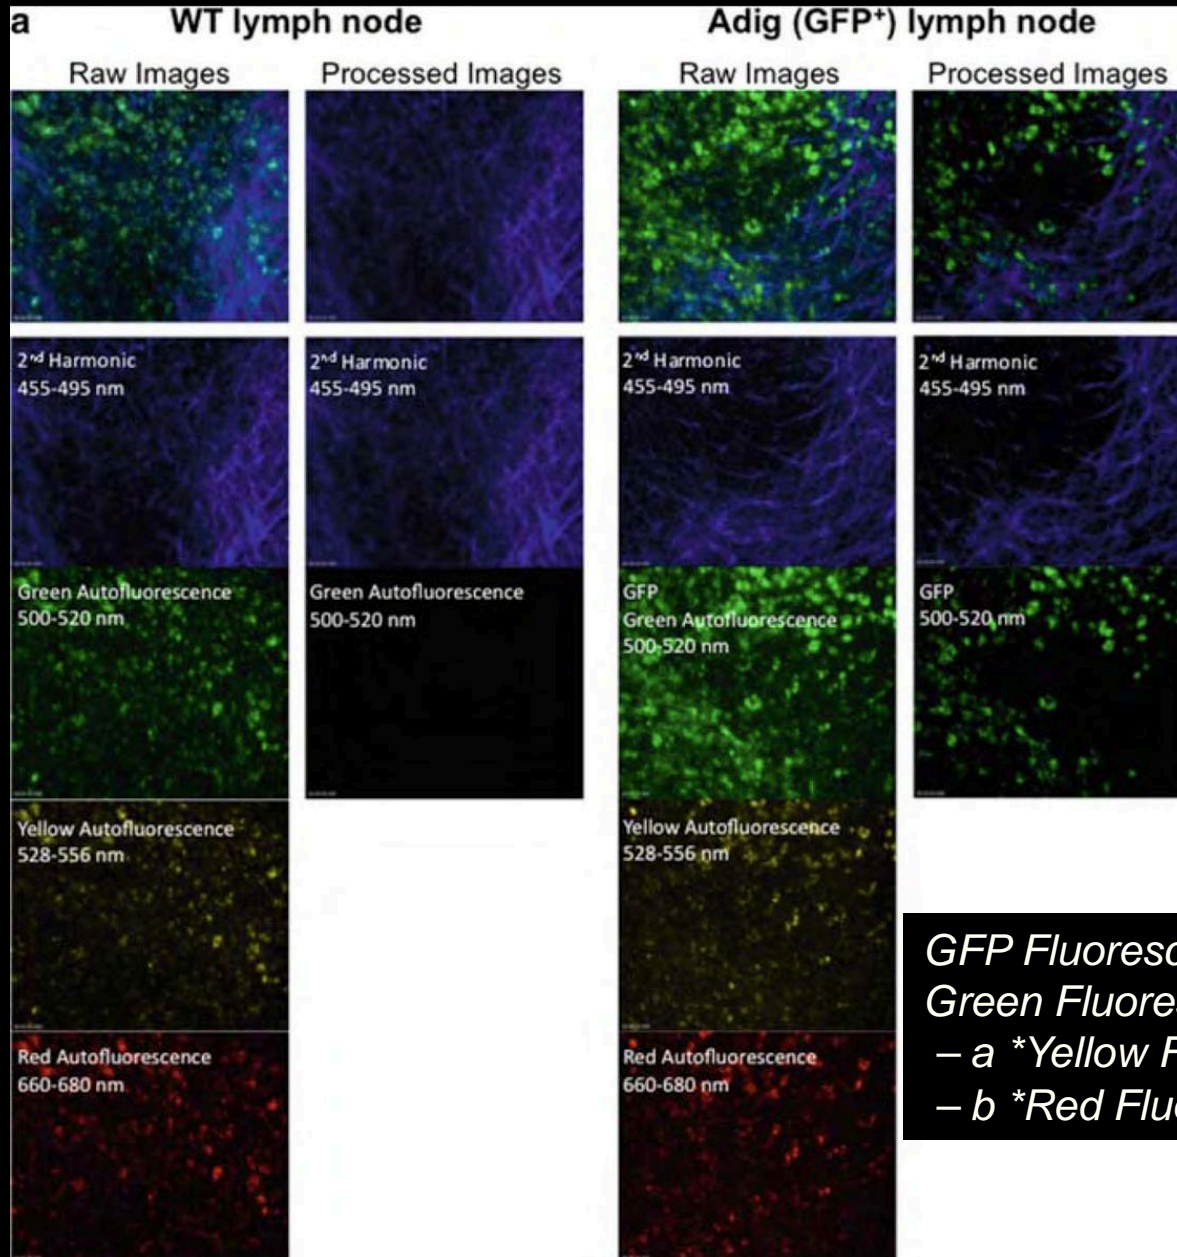 a WT lymph node Adig (GFP⁺) lymph node
Raw Images Processed Images Raw Images Processed Images
2ⁿᵈ Harmonic
455-495 nm
2ⁿᵈ Harmonic
455-495 nm
2ⁿᵈ Harmonic
455-495 nm
2ⁿᵈ Harmonic
455-495 nm
Green Autofluorescence
500-520 nm
Green Autofluorescence
500-520 nm
GFP
Green Autofluorescence
500-520 nm
GFP
500-520 nm
Yellow Autofluorescence
528-556 nm
Yellow Autofluorescence
528-556 nm
Red Autofluorescence
660-680 nm
Red Autofluorescence
660-680 nm
GFP
Green
– a *Yellow
– b *Red